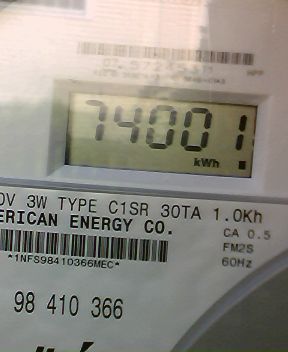 74001
kWh
0V 3W TYPE C1SR 30TA 1.0Kh
ERICAN ENERGY CO.
CA 0.5
FM2S
60Hz
*1NFS98410366MEC*
98 410 366